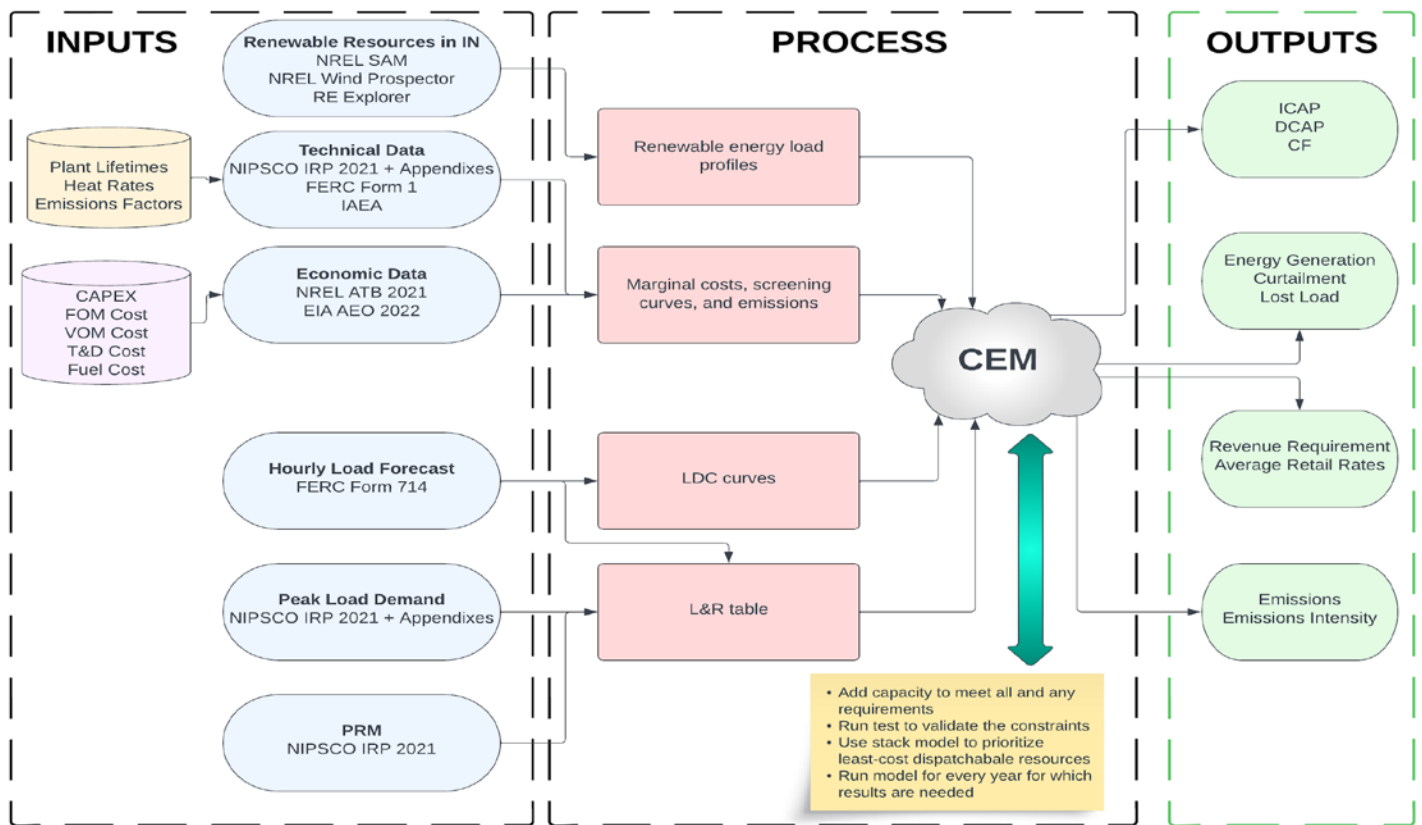 INPUTS
Renewable Resources in IN
NREL SAM
NREL Wind Prospector
RE Explorer
Plant Lifetimes
Heat Rates
Emissions Factors
Technical Data
NIPSCO IRP 2021 + Appendixes
FERC Form 1
IAEA
CAPEX
FOM Cost
VOM Cost
T&D Cost
Fuel Cost
Economic Data
NREL ATB 2021
EIA AEO 2022
Hourly Load Forecast
FERC Form 714
Peak Load Demand
NIPSCO IRP 2021 + Appendixes
PRM
NIPSCO IRP 2021
PROCESS
Renewable energy load
profiles
Marginal costs, screening
curves, and emissions
LDC curves
L&R table
CEM
• Add capacity to meet all and any
requirements
• Run test to validate the constraints
• Use stack model to prioritize
least-cost dispatchabale resources
• Run model for every year for which
results are needed
OUTPUTS
ICAP
DCAP
CF
Energy Generation
Curtailment
Lost Load
Revenue Requirement
Average Retail Rates
Emissions
Emissions Intensity